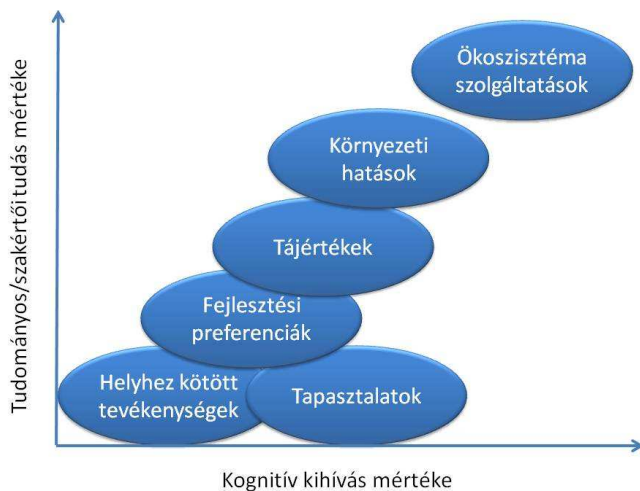 Tudományos/szakértői tudás mértéke
Ökoszisztéma
szolgáltatások
Környezeti
hatások
Tájértékek
Fejlesztési
preferenciák
Helyhez kötött
tevékenységek
Tapasztalatok
Kognitív kihívás mértéke